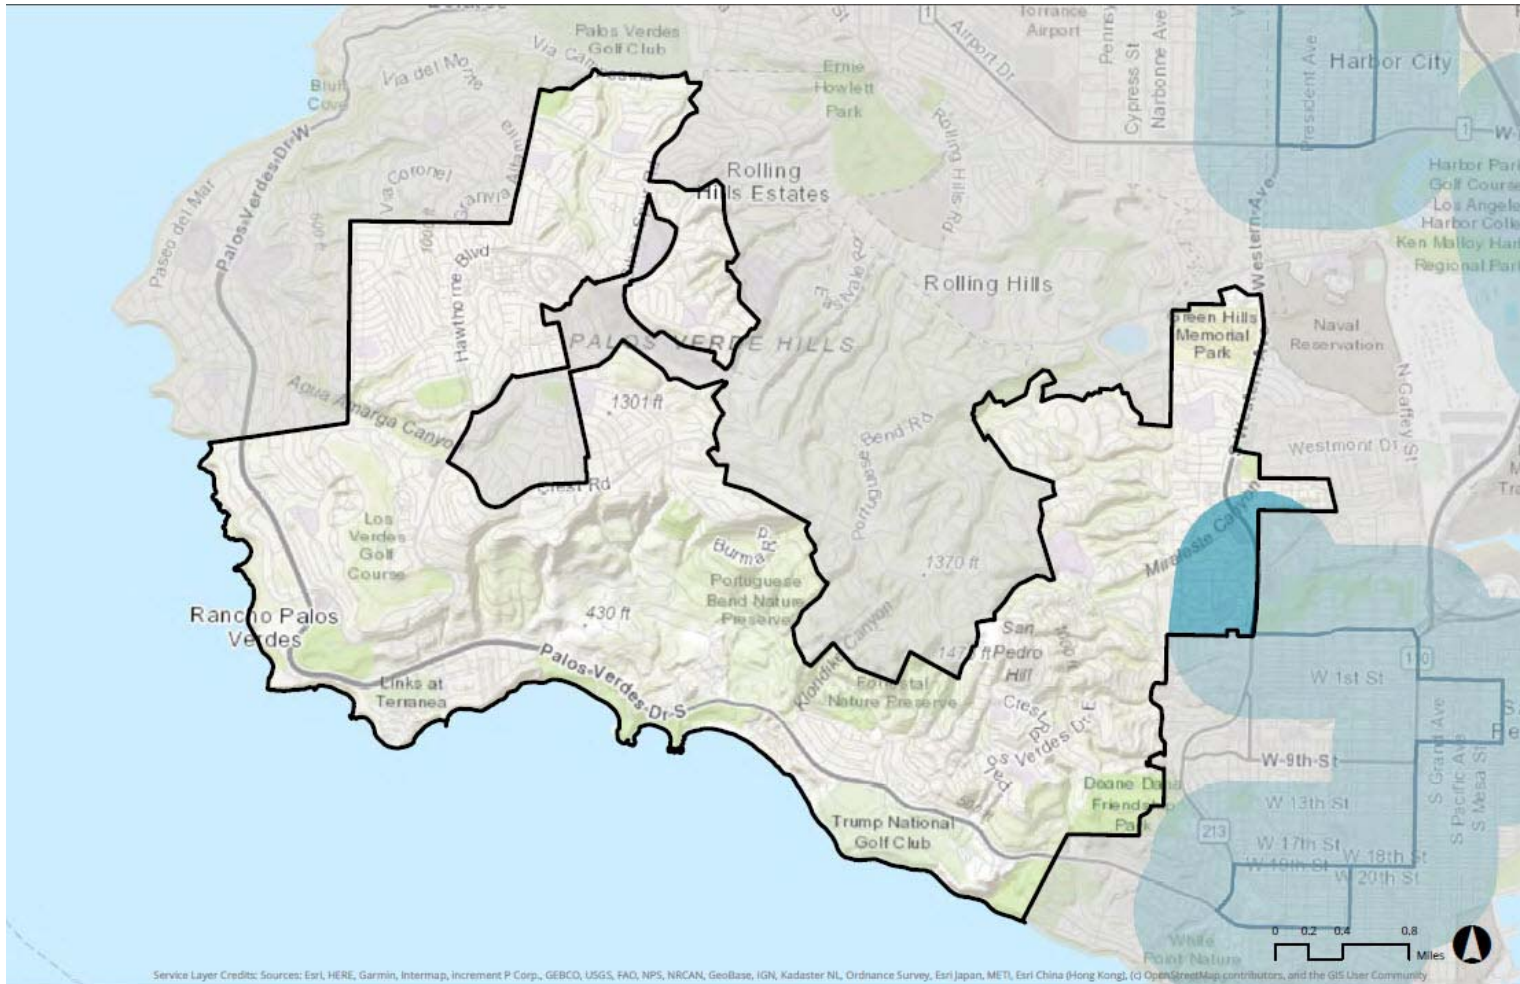 Palos Verdes
Golf Club
Via del Monte
Bluff
Cove
Ernie
Howlett
Park
1
Airport Dr
Torrance
Airport
Cypress St
Narbonne Ave
President Ave
Harbor City
1
Palos Verdes Dr W
Paseo del Mar
Via Coronel
Rolling
Hills Estates
Rolling Hills Rd
Harbor Park
Golf Course
Harbor
Ken Malloy
Regional Park
Hawthorne Blvd
Rolling Hills
S Western Ave
Green Hills
Memorial
Park
Naval
Reservation
PALOS VERDE HILLS
N Gaffey St
Agua Amarga Canyon
1301 ft
Portuguese Bend Rd
Westmont Dr
Crest Rd
Los
Verdes
Golf
Course
Burma Rd
Miraleste Canyon
1370 ft
Portuguese
Bend Nature
Preserve
Rancho Palos
Verdes
430 ft
Klondike Canyon
San
Pedro
Hill
110
W 1st St
Palos Verdes Dr S
Links at
Terranea
Forrestal
Nature Preserve
Crest Rd
Palos Verdes Dr E
S Grand Ave
S Pacific Ave
S Mesa St
W 9th St
Deane Dana
Friendship
Park
W 13th St
Trump National
Golf Club
213
W 17th St
W 18th St
W 19th St
W 20th St
White
Point Nature
0 0.2 0.4 0.8
Miles
Service Layer Credits: Sources: Esri, HERE, Garmin, Intermap, increment P Corp., GEBCO, USGS, FAO, NPS, NRCAN, GeoBase, IGN, Kadaster NL, Ordnance Survey, Esri Japan, METI, Esri China (Hong Kong), (c) OpenStreetMap contributors, and the GIS User Community